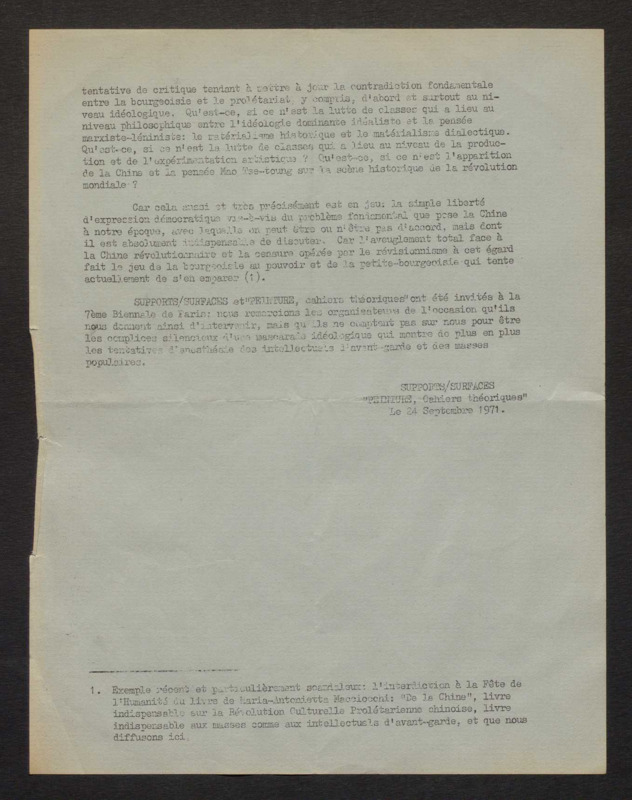 tentative de critique tendant à mettre à jour la contradiction fondamentale
entre la bourgeoisie et le prolétariat y compris, d'abord et surtout au ni-
veau idéologique. Qu'est-ce, si ce n'est la lutte de classes qui a lieu au
niveau philosophique entre l'idéologie dominante idéaliste et la pensée
marxiste-léniniste: le matérialisme historique et le matérialisme dialectique.
Qu'est-ce, si ce n'est la lutte de classes qui a lieu au niveau de la produc-
tion et de l'expérimentation artistique ? Qu'est-ce, si ce n'est l'apparition
de la Chine et la pensée Mao Tse-toung sur la scène historique de la révolution
mondiale ?
Car cela aussi et très précisément est en jeu: la simple liberté
d'expression démocratique vis-à-vis du problème fondamental que pose la Chine
à notre époque, avec laquelle on peut être ou n'être pas d'accord, mais dont
il est absolument indispensable de discuter. Car l'aveuglement total face à
la Chine révolutionnaire et la censure opérée par le révisionnisme à cet égard
fait le jeu de la bourgeoisie au pouvoir et de la petite-bourgeoisie qui tente
actuellement de s'en emparer (1).
SUPPORTS/SURFACES et "PEINTURE, cahiers théoriques" ont été invités à la
7ème Biennale de Paris: nous remercions les organisateurs de l'occasion qu'ils
nous donnent ainsi d'intervenir, mais qu'ils ne comptent pas sur nous pour être
les complices silencieux d'une mascarade idéologique qui montre de plus en plus
les tentatives d'anesthésie des intellectuels d'avant-garde et des masses
populaires.
SUPPORTS/SURFACES
"PEINTURE, Cahiers théoriques"
Le 24 Septembre 1971.
1. Exemple récent et particulièrement scandaleux: l'interdiction à la Fête de
l'Humanité du livre de Maria-Antonietta Macciocchi: "De la Chine", livre
indispensable sur la Révolution Culturelle Prolétarienne chinoise, livre
indispensable aux masses comme aux intellectuels d'avant-garde, et que nous
diffusons ici.